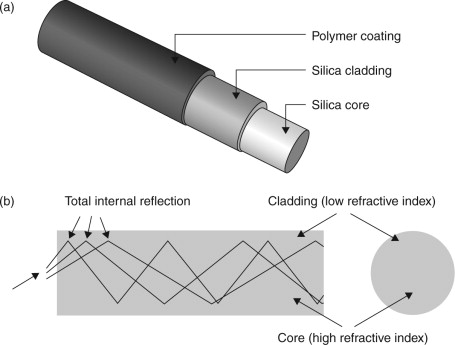 (a)
Polymer coating
Silica cladding
Silica core
(b)
Total internal reflection
Cladding (low refractive index)
Core (high refractive index)